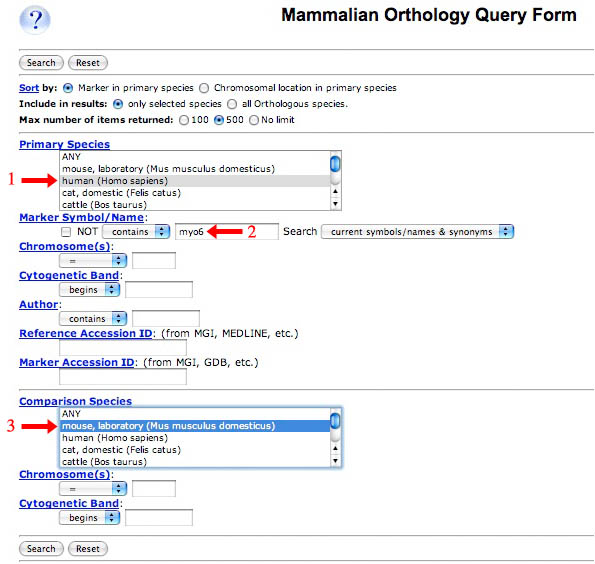 ?
Mammalian Orthology Query Form
Search Reset
Sort by: Marker in primary species Chromosomal location in primary species
Include in results: only selected species all Orthologous species.
Max number of items returned: 100 500 No limit
Primary Species
ANY
mouse, laboratory (Mus musculus domesticus)
1 human (Homo sapiens)
cat, domestic (Felis catus)
cattle (Bos taurus)
Marker Symbol/Name:
NOT contains myo6 2 Search current symbols/names & synonyms
Chromosome(s):
=
Cytogenetic Band:
begins
Author:
contains
Reference Accession ID: (from MGI, MEDLINE, etc.)
Marker Accession ID: (from MGI, GDB, etc.)
Comparison Species
ANY
3 mouse, laboratory (Mus musculus domesticus)
human (Homo sapiens)
cat, domestic (Felis catus)
cattle (Bos taurus)
Chromosome(s):
=
Cytogenetic Band:
begins
Search Reset